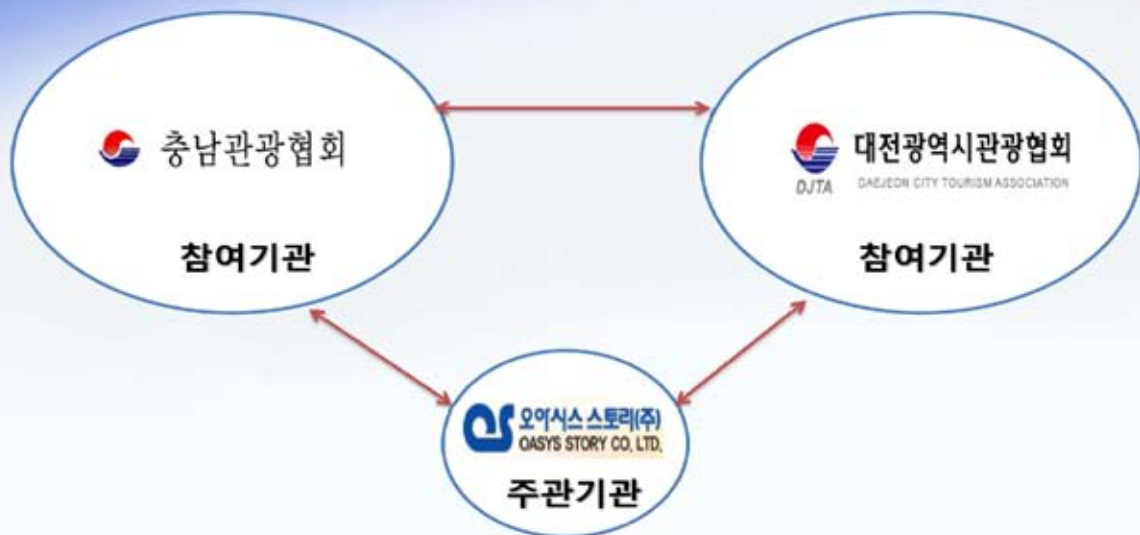 충남관광협회
참여기관
대전광역시관광협회
DJTA
DAEJEON CITY TOURISM ASSOCIATION
참여기관
오아시스 스토리(주)
OASYS STORY CO, LTD,
주관기관